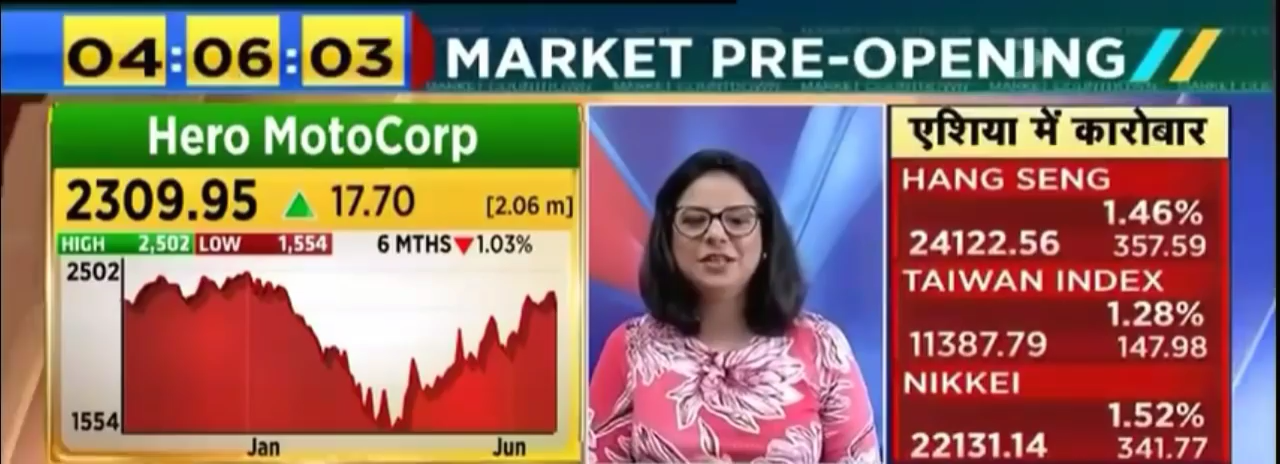 04:06:03 MARKET PRE-OPENING
Hero MotoCorp
2309.95 17.70 [2.06 m]
HIGH 2,502 LOW 1,554 6 MTHS 1.03%
2502
1554
Jan Jun
एशिया में कारोबार
HANG SENG
1.46%
24122.56 357.59
TAIWAN INDEX
1.28%
11387.79 147.98
NIKKEI
1.52%
22131.14 341.77